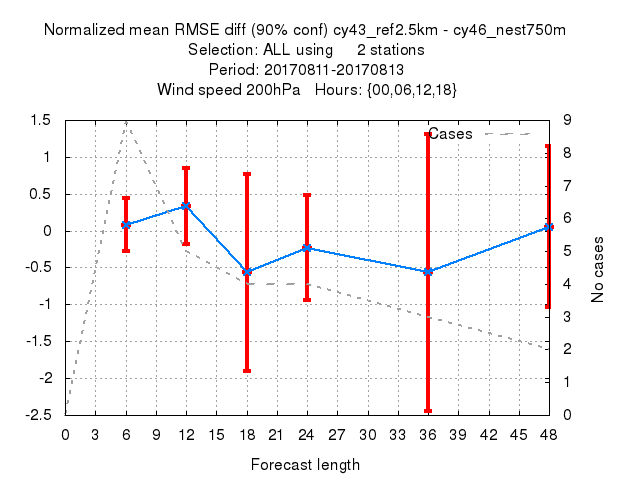 Normalized mean RMSE diff (90% conf) cy43_ref2.5km - cy46_nest750m
Selection: ALL using     2 stations
Period: 20170811-20170813
Wind speed 200hPa   Hours: {00,06,12,18}
Cases
1.5
1
0.5
0
-0.5
-1
-1.5
-2
-2.5
9
8
7
6
5
4
3
2
1
0
No cases
0 3 6 9 12 15 18 21 24 27 30 33 36 39 42 45 48
Forecast length